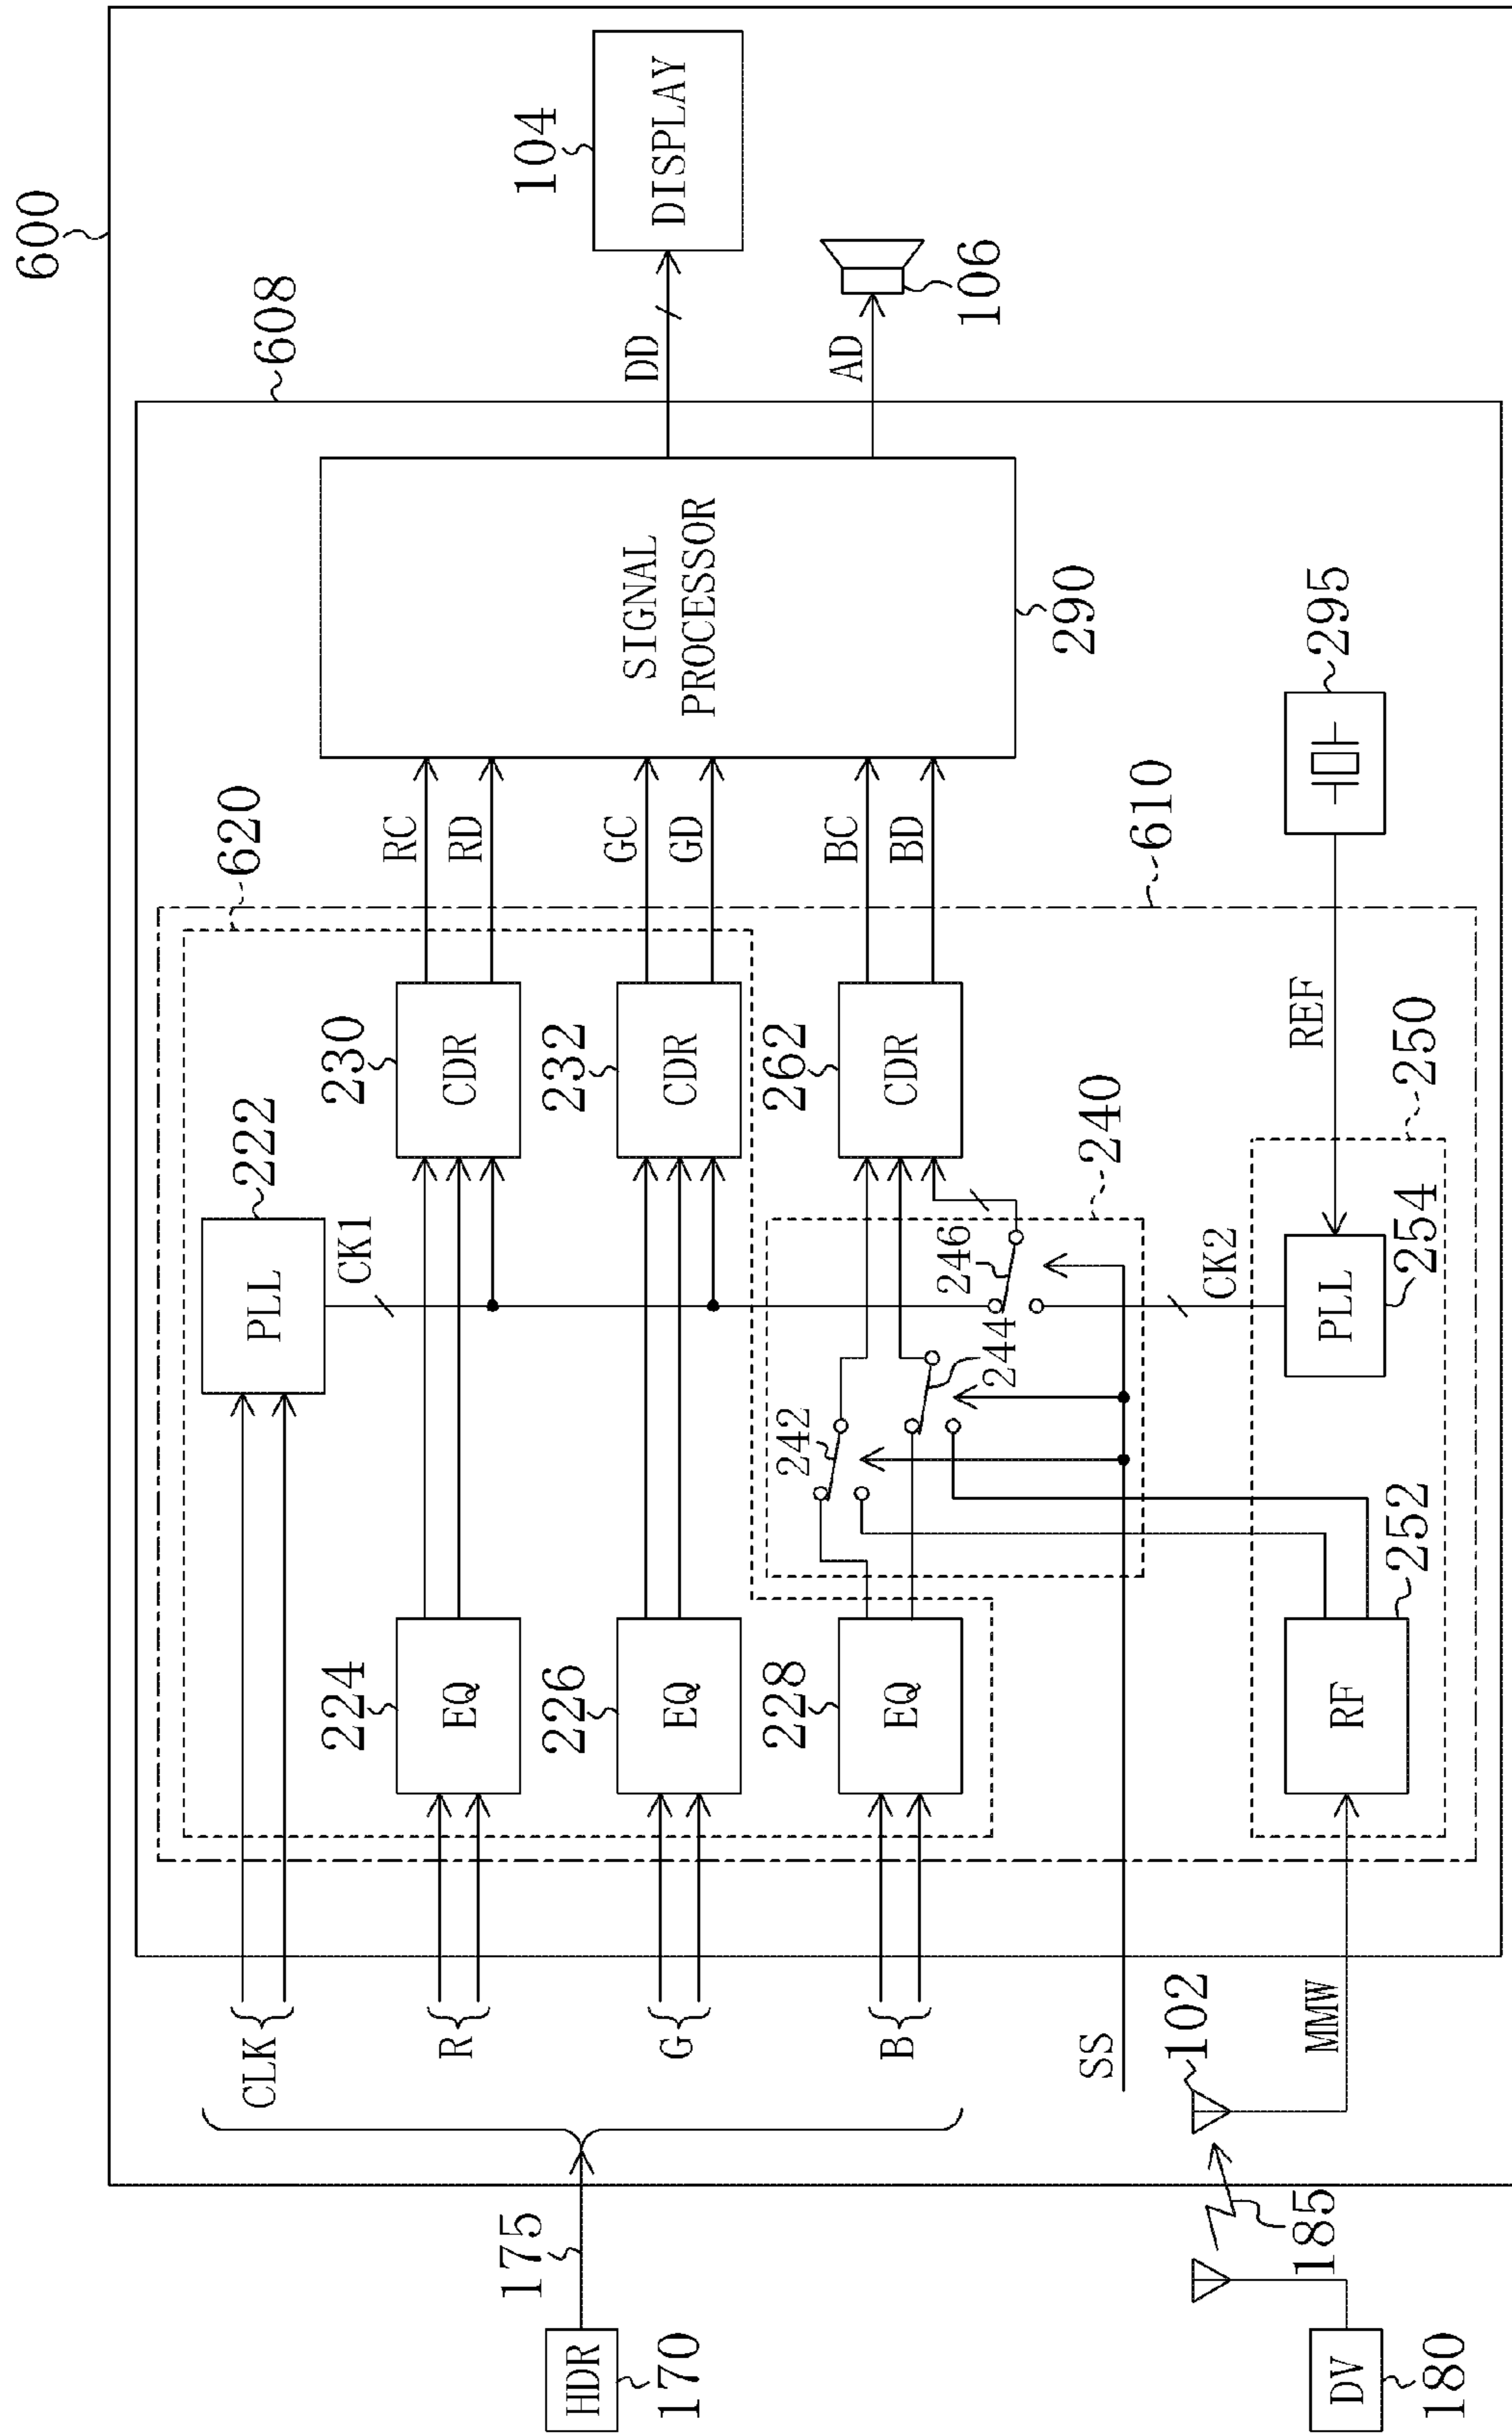 600
608
104
DISPLAY
DD
AD
106
SIGNAL
PROCESSOR
290
295
620
RC
RD
GC
GD
BC
BD
610
222
PLL
CK1
230
CDR
232
CDR
262
CDR
REF
240
250
246
244
242
CK2
PLL
254
224
EQ
226
EQ
228
EQ
252
RF
CLK
R
G
B
SS
102
MMW
175
185
HDR
170
DV
180